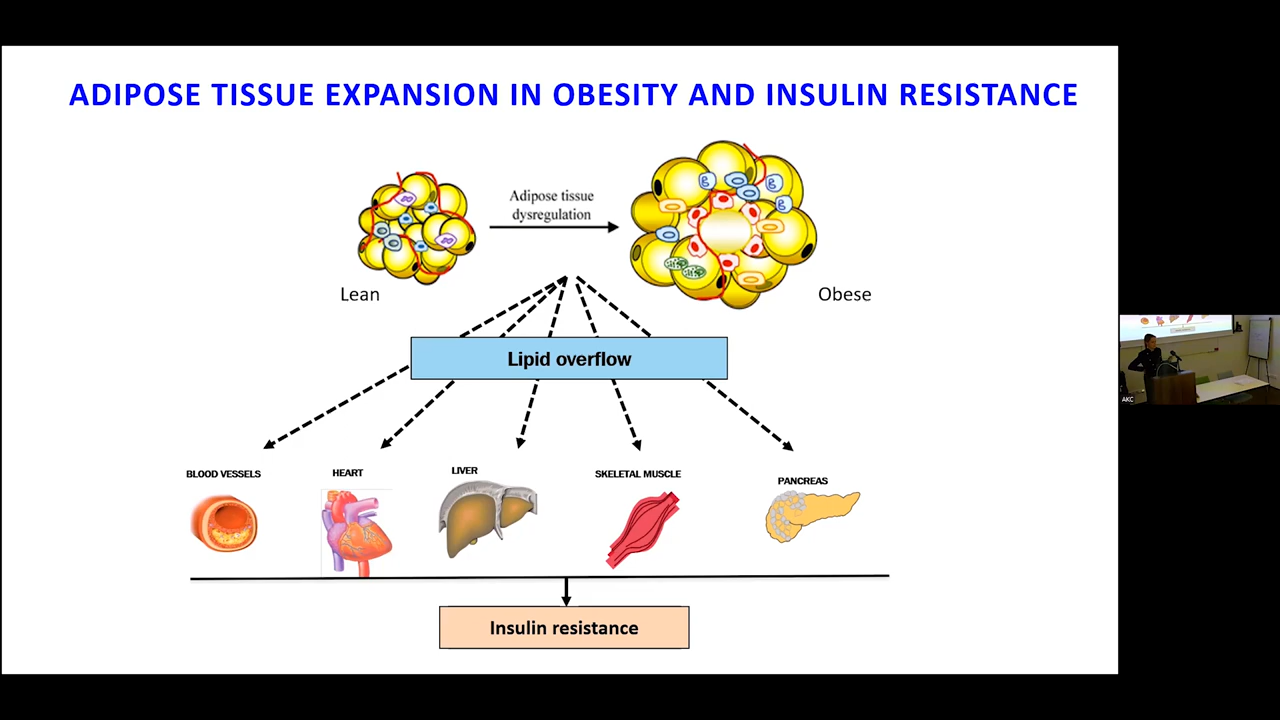 ADIPOSE TISSUE EXPANSION IN OBESITY AND INSULIN RESISTANCE
Adipose tissue
dysregulation
Lean
Obese
Lipid overflow
BLOOD VESSELS
HEART
LIVER
SKELETAL MUSCLE
PANCREAS
Insulin resistance
AKC